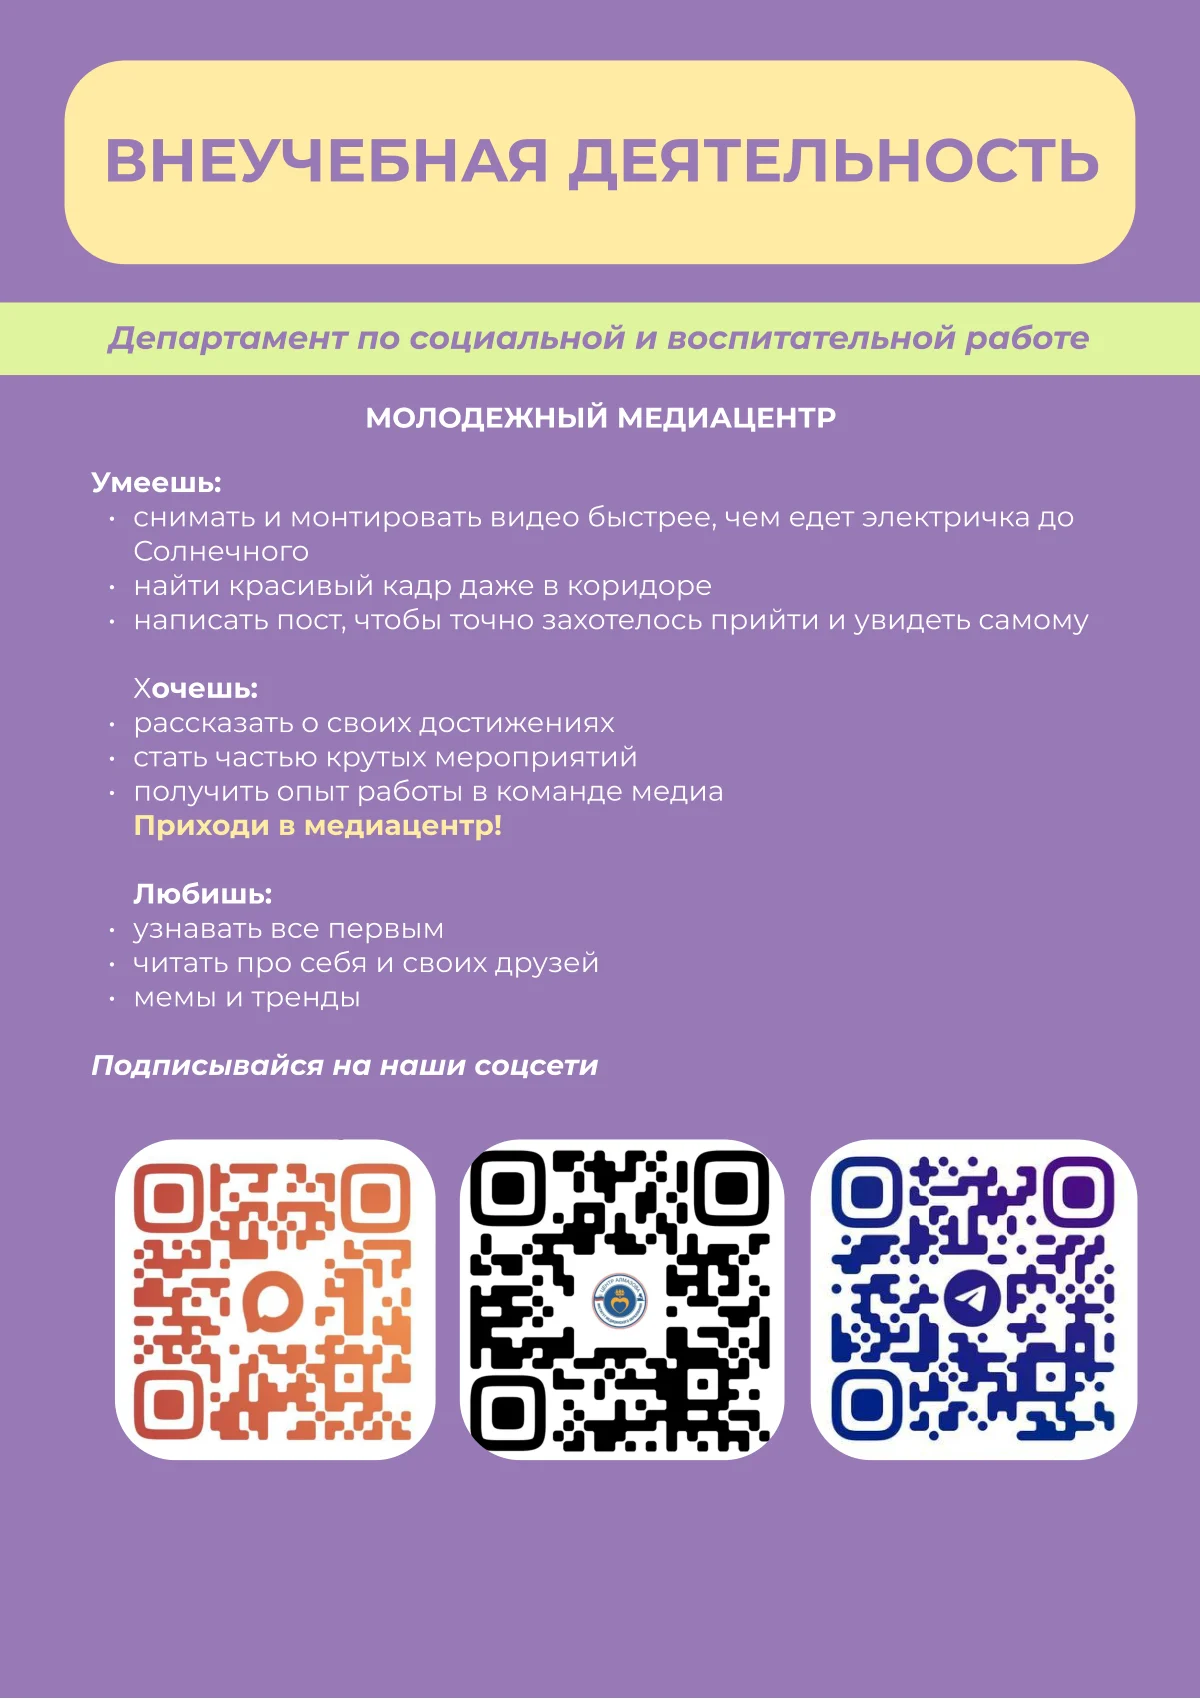 ВНЕУЧЕБНАЯ ДЕЯТЕЛЬНОСТЬ
Департамент по социальной и воспитательной работе
МОЛОДЕЖНЫЙ МЕДИАЦЕНТР
Умеешь:
• снимать и монтировать видео быстрее, чем едет электричка до
Солнечного
• найти красивый кадр даже в коридоре
• написать пост, чтобы точно захотелось прийти и увидеть самому
Хочешь:
• рассказать о своих достижениях
• стать частью крутых мероприятий
• получить опыт работы в команде медиа
Приходи в медиацентр!
Любишь:
• узнавать все первым
• читать про себя и своих друзей
• мемы и тренды
Подписывайся на наши соцсети
ЦЕНТР АЛМАЗОВА